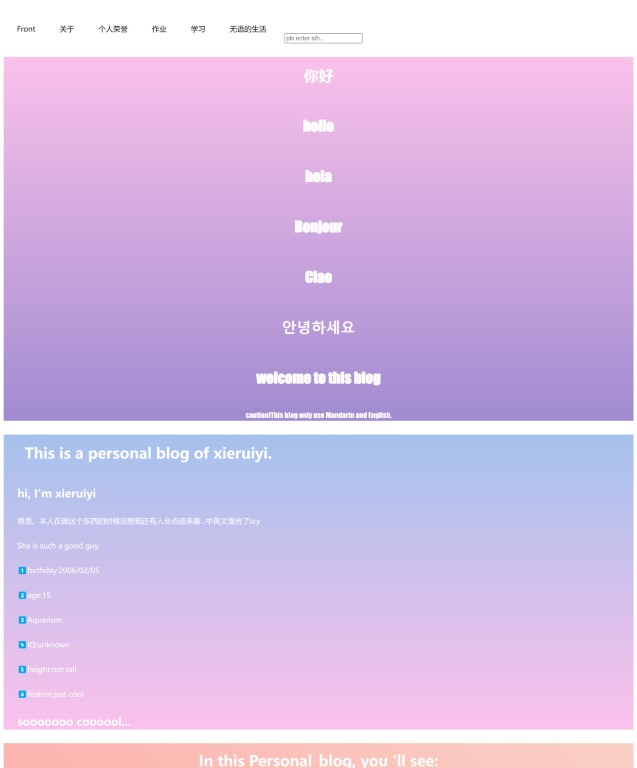 Front 关于 个人荣誉 作业 学习 无语的生活
pls enter sth...
你好
hello
hola
Bonjour
Ciao
안녕하세요
welcome to this blog
caution!This blog only use Mandarin and English.
This is a personal blog of xieruiyi.
hi, I'm xieruiyi
恩恩。本人在做这个东西的时候没想到还有人会点进来看...中英文混合了sry
She is such a good guy.
1 birthday:2006/02/05
2 age:15
3 Aquarium
4 IQ:unknown
5 height:not tall
6 feature:just cool
sooooooo coooool...
In this Personal blog, you 'll see: